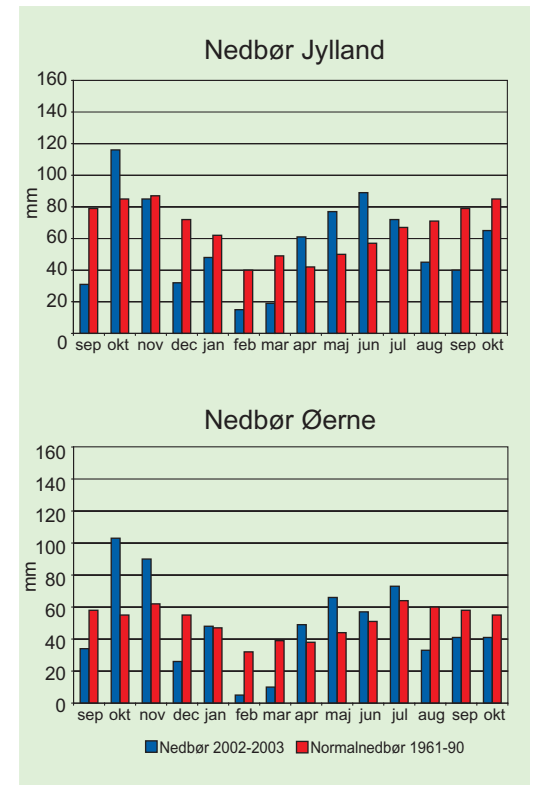 Nedbør Jylland
160
140
120
100
80
60
40
20
0
mm
sep okt nov dec jan feb mar apr maj jun jul aug sep okt
Nedbør Øerne
160
140
120
100
80
60
40
20
0
mm
sep okt nov dec jan feb mar apr maj jun jul aug sep okt
Nedbør 2002-2003 Normalnedbør 1961-90